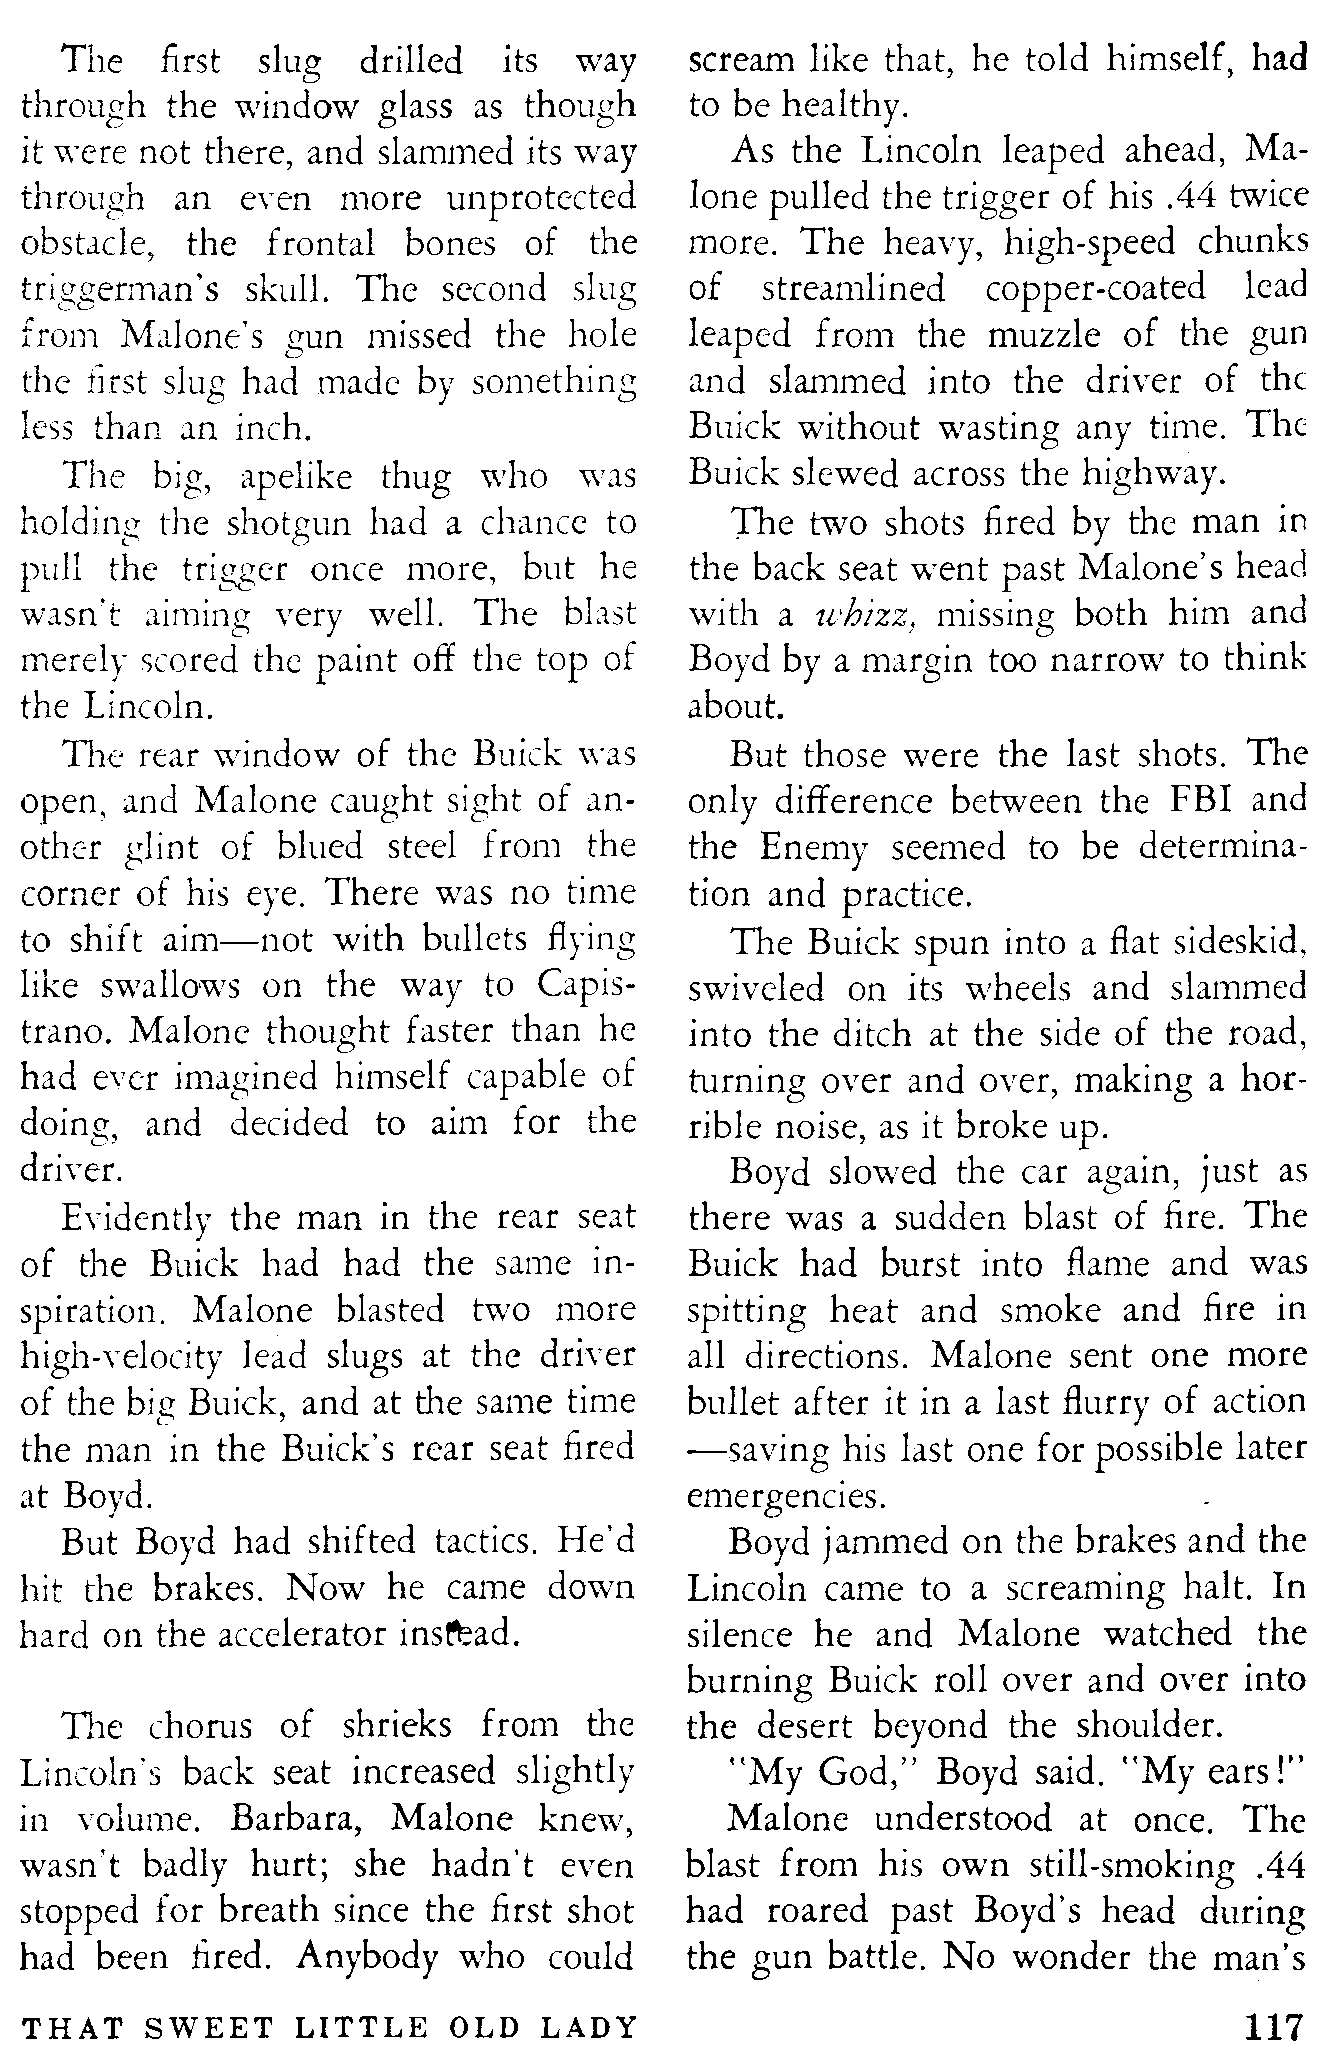 The first slug drilled its way
through the window glass as though
it were not there, and slammed its way
through an even more unprotected
obstacle, the frontal bones of the
triggerman's skull. The second slug
from Malone's gun missed the hole
the first slug had made by something
less than an inch.
The big, apelike thug who was
holding the shotgun had a chance to
pull the trigger once more, but he
wasn't aiming very well. The blast
merely scored the paint off the top of
the Lincoln.
The rear window of the Buick was
open, and Malone caught sight of an-
other glint of blued steel from the
corner of his eye. There was no time
to shift aim—not with bullets flying
like swallows on the way to Capis-
trano. Malone thought faster than he
had ever imagined himself capable of
doing, and decided to aim for the
driver.
Evidently the man in the rear seat
of the Buick had had the same in-
spiration. Malone blasted two more
high-velocity lead slugs at the driver
of the big Buick, and at the same time
the man in the Buick's rear seat fired
at Boyd.
But Boyd had shifted tactics. He'd
hit the brakes. Now he came down
hard on the accelerator instead.
The chorus of shrieks from the
Lincoln's back seat increased slightly
in volume. Barbara, Malone knew,
wasn't badly hurt; she hadn't even
stopped for breath since the first shot
had been fired. Anybody who could
scream like that, he told himself, had
to be healthy.
As the Lincoln leaped ahead, Ma-
lone pulled the trigger of his .44 twice
more. The heavy, high-speed chunks
of streamlined copper-coated lead
leaped from the muzzle of the gun
and slammed into the driver of the
Buick without wasting any time. The
Buick slewed across the highway.
The two shots fired by the man in
the back seat went past Malone's head
with a whizz, missing both him and
Boyd by a margin too narrow to think
about.
But those were the last shots. The
only difference between the FBI and
the Enemy seemed to be determina-
tion and practice.
The Buick spun into a flat sideskid,
swiveled on its wheels and slammed
into the ditch at the side of the road,
turning over and over, making a hor-
rible noise, as it broke up.
Boyd slowed the car again, just as
there was a sudden blast of fire. The
Buick had burst into flame and was
spitting heat and smoke and fire in
all directions. Malone sent one more
bullet after it in a last flurry of action
—saving his last one for possible later
emergencies.
Boyd jammed on the brakes and the
Lincoln came to a screaming halt. In
silence he and Malone watched the
burning Buick roll over and over into
the desert beyond the shoulder.
"My God," Boyd said. "My ears!"
Malone understood at once. The
blast from his own still-smoking .44
had roared past Boyd's head during
the gun battle. No wonder the man's
THAT SWEET LITTLE OLD LADY
117